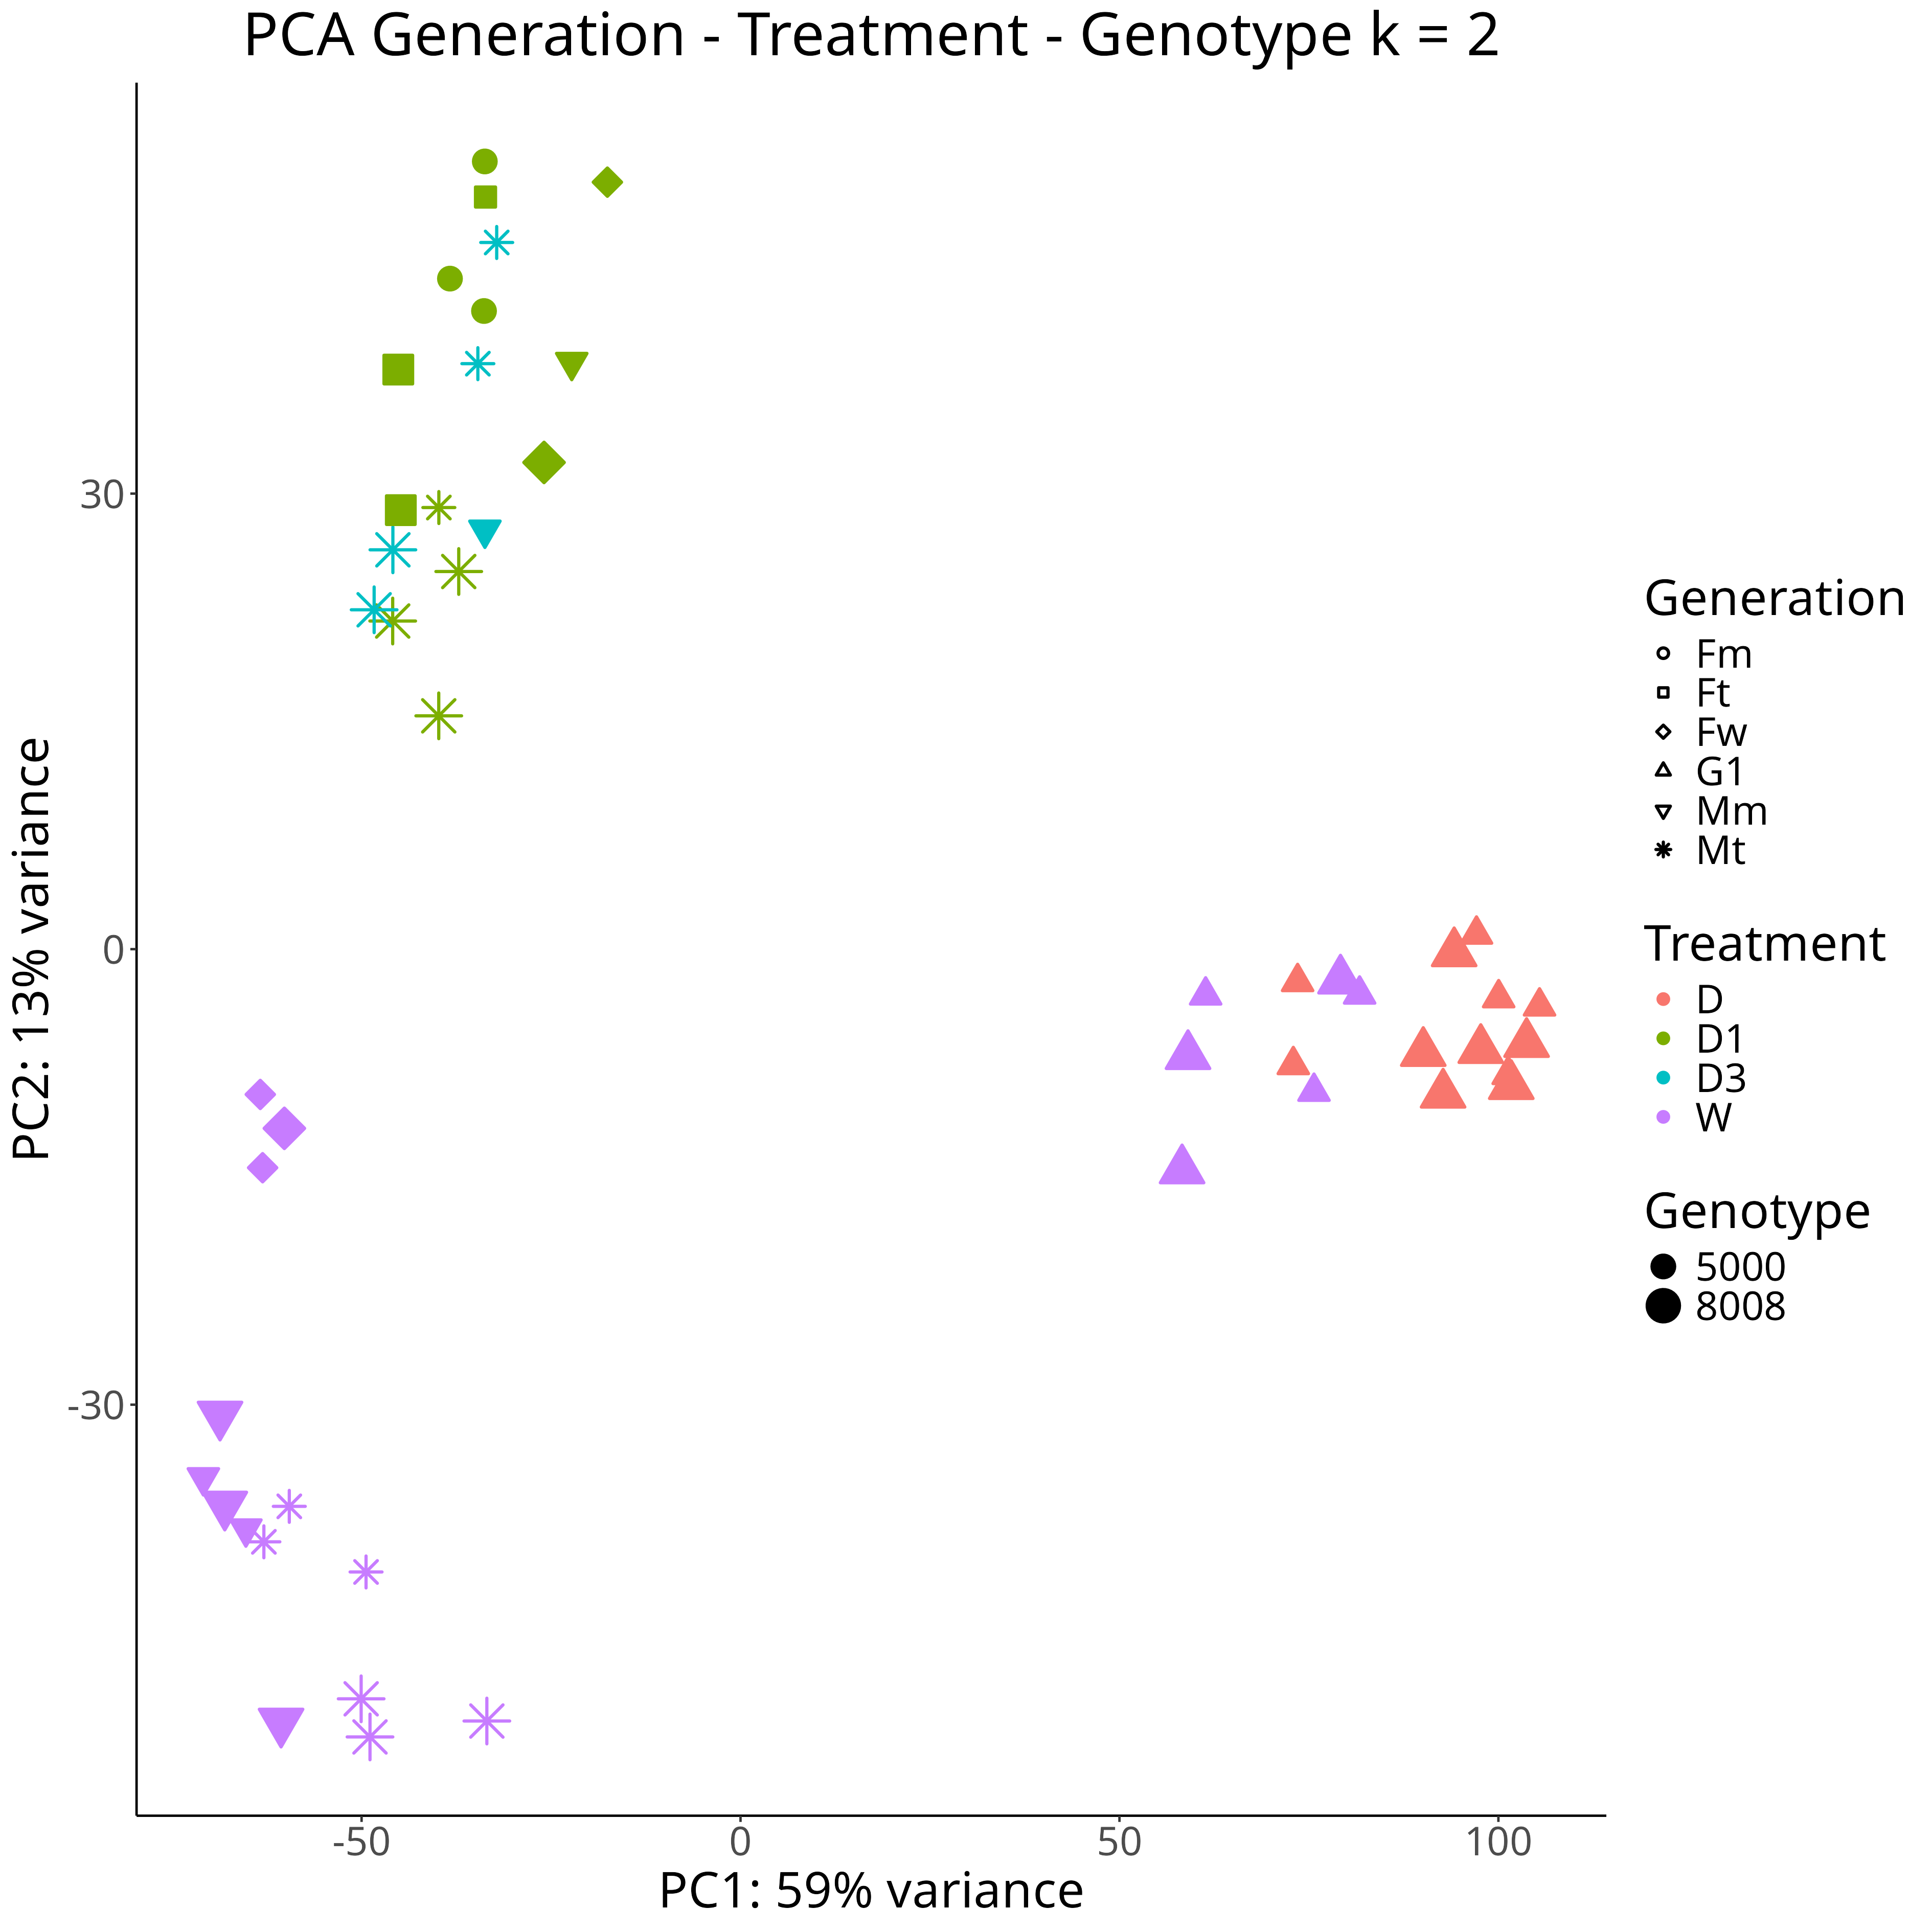 PCA Generation - Treatment - Genotype k = 2
PC2: 13% variance
30
0
-30
-50
0
50
100
PC1: 59% variance
Generation
Fm
Ft
Fw
G1
Mm
Mt
Treatment
D
D1
D3
W
Genotype
5000
8008